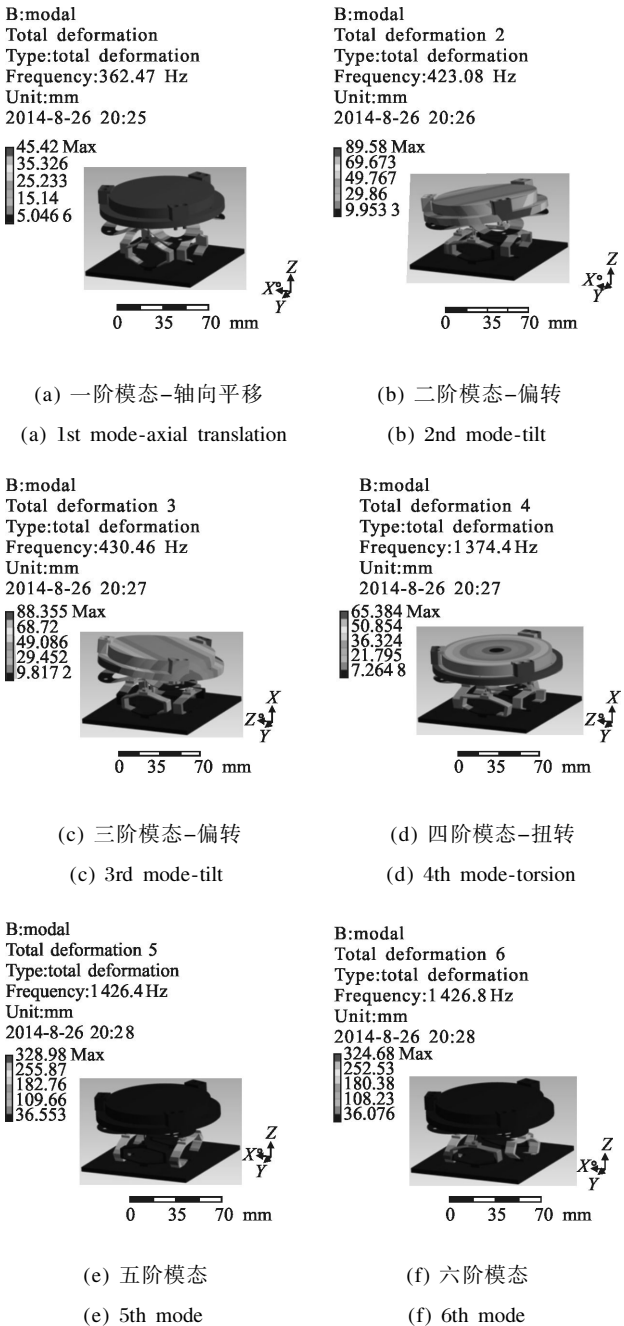 B:modal
Total deformation
Type:total deformation
Frequency:362.47 Hz
Unit:mm
2014-8-26 20:25
45.42 Max
35.326
25.233
15.14
5.046 6
Z
X
Y
0 35 70 mm
(a) 一阶模态-轴向平移
(a) 1st mode-axial translation
B:modal
Total deformation 2
Type:total deformation
Frequency:423.08 Hz
Unit:mm
2014-8-26 20:26
89.58 Max
69.673
49.767
29.86
9.953 3
Z
X
Y
0 35 70 mm
(b) 二阶模态-偏转
(b) 2nd mode-tilt
B:modal
Total deformation 3
Type:total deformation
Frequency:430.46 Hz
Unit:mm
2014-8-26 20:27
88.355 Max
68.72
49.086
29.452
9.817 2
X
Z
Y
0 35 70 mm
(c) 三阶模态-偏转
(c) 3rd mode-tilt
B:modal
Total deformation 4
Type:total deformation
Frequency:1 374.4 Hz
Unit:mm
2014-8-26 20:27
65.384 Max
50.854
36.324
21.795
7.264 8
X
Z
Y
0 35 70 mm
(d) 四阶模态-扭转
(d) 4th mode-torsion
B:modal
Total deformation 5
Type:total deformation
Frequency:1 426.4 Hz
Unit:mm
2014-8-26 20:28
328.98 Max
255.87
182.76
109.66
36.553
Z
X
Y
0 35 70 mm
(e) 五阶模态
(e) 5th mode
B:modal
Total deformation 6
Type:total deformation
Frequency:1 426.8 Hz
Unit:mm
2014-8-26 20:28
324.68 Max
252.53
180.38
108.23
36.076
Z
X
Y
0 35 70 mm
(f) 六阶模态
(f) 6th mode